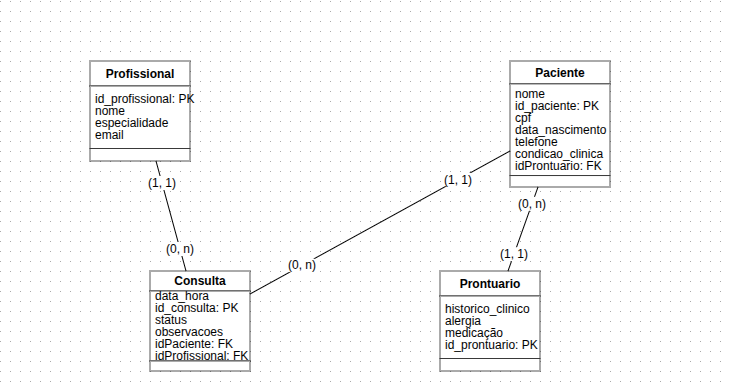 Profissional
id_profissional: PK
nome
especialidade
email
Paciente
nome
id_paciente: PK
cpf
data_nascimento
telefone
condicao_clinica
idProntuario: FK
(1, 1)
(0, n)
(1, 1)
(0, n)
(0, n)
(1, 1)
Consulta
data_hora
id_consulta: PK
status
observacoes
idPaciente: FK
idProfissional: FK
Prontuario
historico_clinico
alergia
medicação
id_prontuario: PK